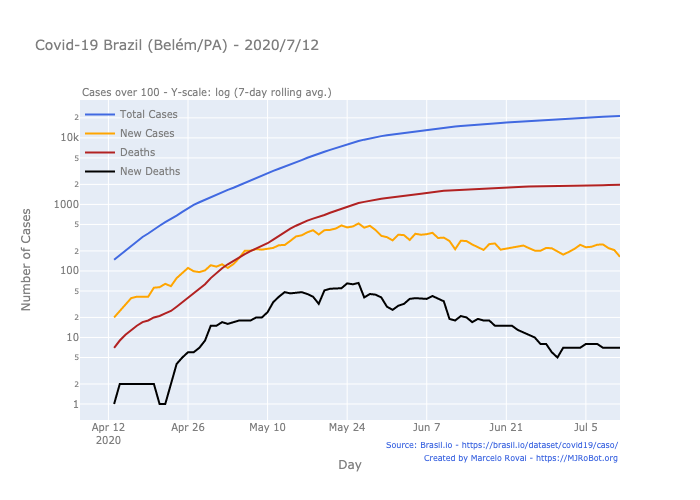 Covid-19 Brazil (Belém/PA) - 2020/7/12
Cases over 100 - Y-scale: log (7-day rolling avg.)
Total Cases
New Cases
Deaths
New Deaths
2
10k
5
2
1000
5
2
100
5
2
10
5
2
1
Number of Cases
Apr 12
2020
Apr 26
May 10
May 24
Jun 7
Jun 21
Jul 5
Day
Source: Brasil.io - https://brasil.io/dataset/covid19/caso/
Created by Marcelo Rovai - https://MJRoBot.org